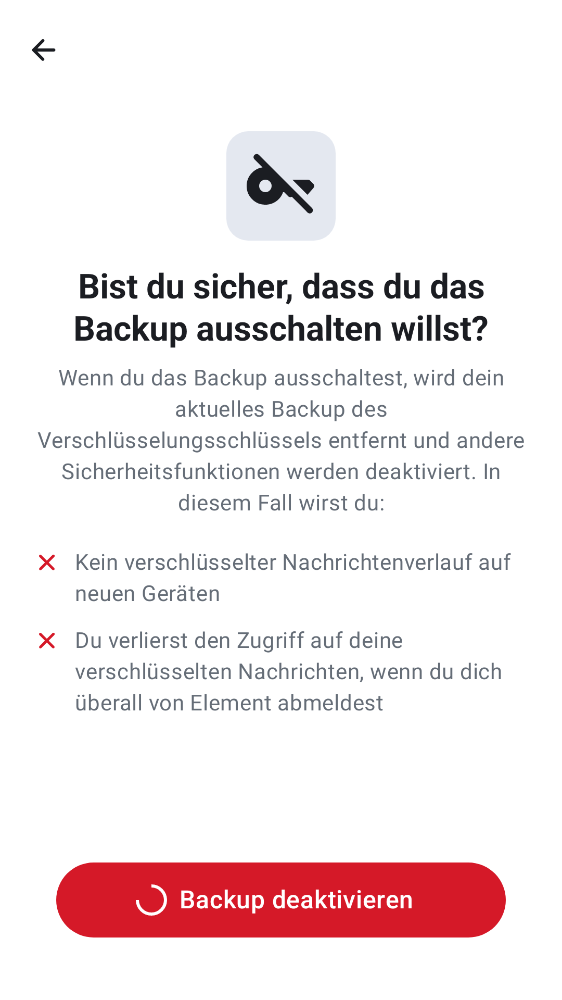 Bist du sicher, dass du das
Backup ausschalten willst?
Wenn du das Backup ausschaltest, wird dein
aktuelles Backup des
Verschlüsselungsschlüssels entfernt und andere
Sicherheitsfunktionen werden deaktiviert. In
diesem Fall wirst du:
Kein verschlüsselter Nachrichtenverlauf auf
neuen Geräten
Du verlierst den Zugriff auf deine
verschlüsselten Nachrichten, wenn du dich
überall von Element abmeldest
Backup deaktivieren